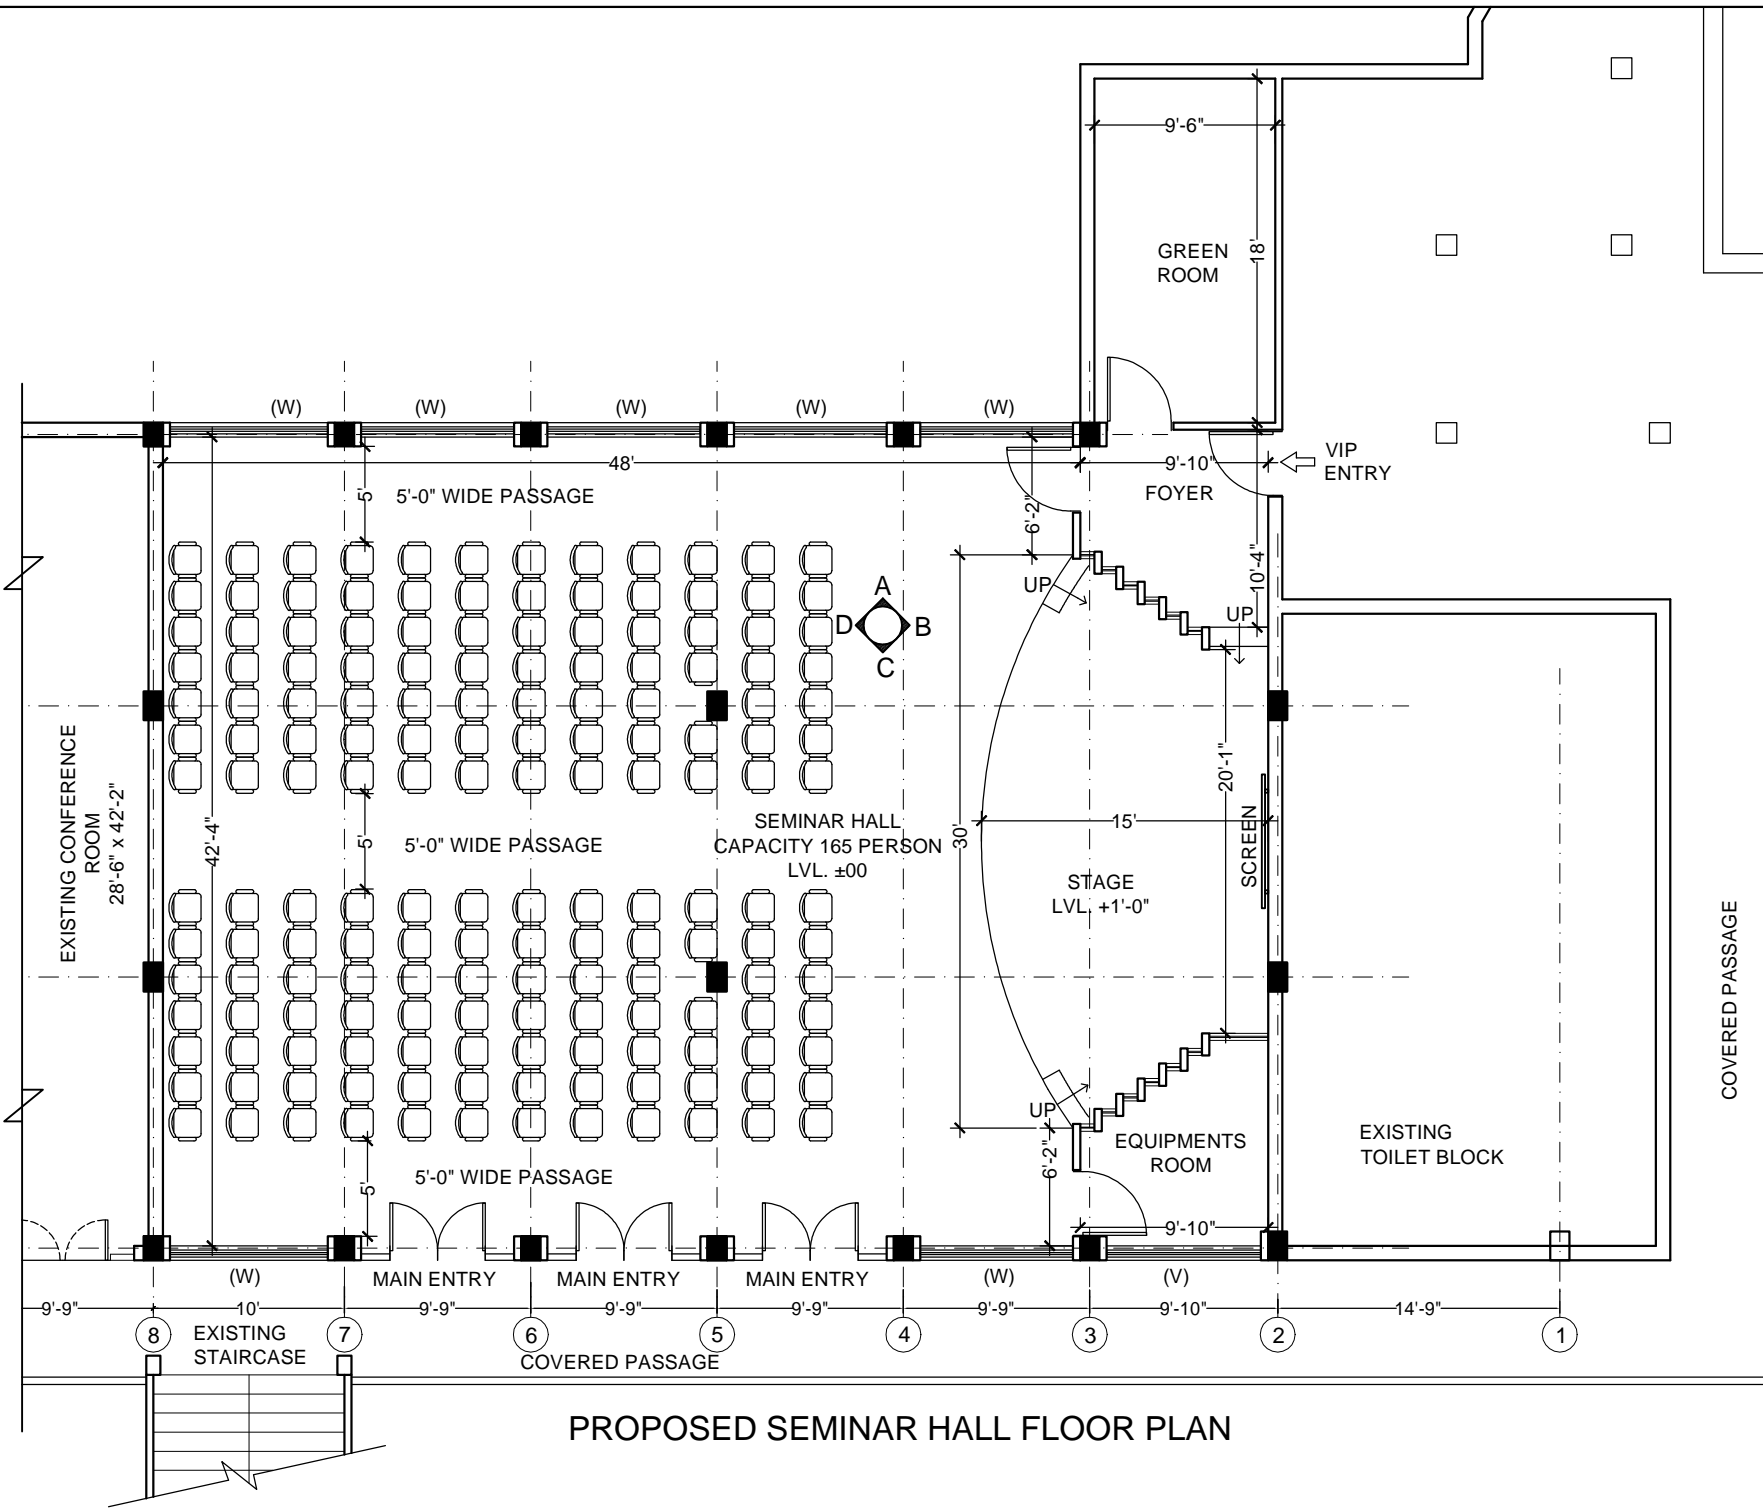 9'-6"
GREEN
ROOM
18'
(W)
(W)
(W)
(W)
(W)
48'
9'-10"
VIP
ENTRY
FOYER
5'
5'-0" WIDE PASSAGE
6'-2"
10'-4"
UP
UP
A
D
B
C
EXISTING CONFERENCE
ROOM
28'-6" x 42'-2"
42'-4"
5'
5'-0" WIDE PASSAGE
SEMINAR HALL
CAPACITY 165 PERSON
LVL. ±00
30'
15'
20'-1"
SCREEN
STAGE
LVL. +1'-0"
COVERED PASSAGE
UP
EQUIPMENTS
ROOM
EXISTING
TOILET BLOCK
5'-0" WIDE PASSAGE
5'
6'-2"
9'-10"
(W)
MAIN ENTRY
MAIN ENTRY
MAIN ENTRY
(W)
(V)
9'-9"
10'
9'-9"
9'-9"
9'-9"
9'-9"
9'-10"
14'-9"
8
7
6
5
4
3
2
1
EXISTING
STAIRCASE
COVERED PASSAGE
PROPOSED SEMINAR HALL FLOOR PLAN